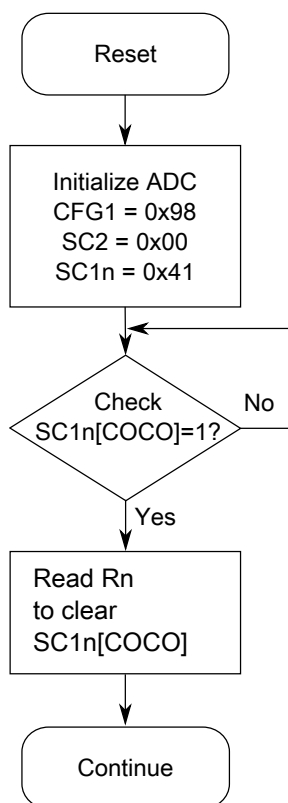 Reset
Initialize ADC
CFG1 = 0x98
SC2 = 0x00
SC1n = 0x41
Check
SC1n[COCO]=1?
No
Yes
Read Rn
to clear
SC1n[COCO]
Continue